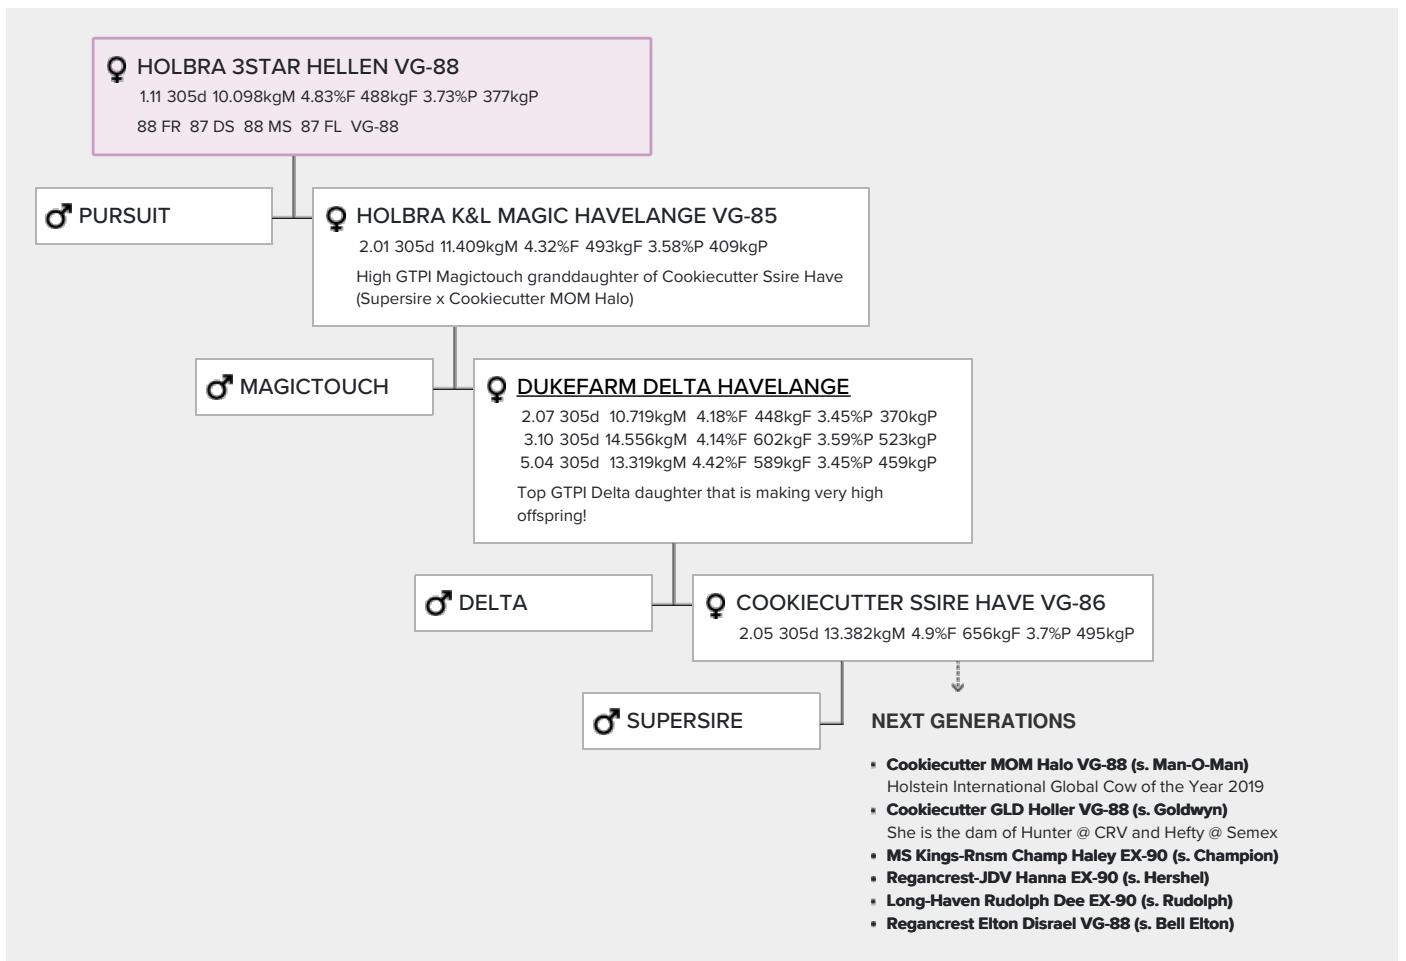 HOLBRA 3STAR HELLEN VG-88
1.11 305d 10.098kgM 4.83%F 488kgF 3.73%P 377kgP
88 FR 87 DS 88 MS 87 FL VG-88
PURSUIT
HOLBRA K&L MAGIC HAVELANGE VG-85
2.01 305d 11.409kgM 4.32%F 493kgF 3.58%P 409kgP
High GTPI Magictouch granddaughter of Cookiecutter Ssire Have
(Supersire x Cookiecutter MOM Halo)
MAGICTOUCH
DUKEFARM DELTA HAVELANGE
2.07 305d 10.719kgM 4.18%F 448kgF 3.45%P 370kgP
3.10 305d 14.556kgM 4.14%F 602kgF 3.59%P 523kgP
5.04 305d 13.319kgM 4.42%F 589kgF 3.45%P 459kgP
Top GTPI Delta daughter that is making very high
offspring!
DELTA
COOKIECUTTER SSIRE HAVE VG-86
2.05 305d 13.382kgM 4.9%F 656kgF 3.7%P 495kgP
SUPERSIRE
NEXT GENERATIONS
Cookiecutter MOM Halo VG-88 (s. Man-O-Man)
Holstein International Global Cow of the Year 2019
Cookiecutter GLD Holler VG-88 (s. Goldwyn)
She is the dam of Hunter @ CRV and Hefty @ Semex
MS Kings-Rnsm Champ Haley EX-90 (s. Champion)
Regancrest-JDV Hanna EX-90 (s. Hershel)
Long-Haven Rudolph Dee EX-90 (s. Rudolph)
Regancrest Elton Disrael VG-88 (s. Bell Elton)